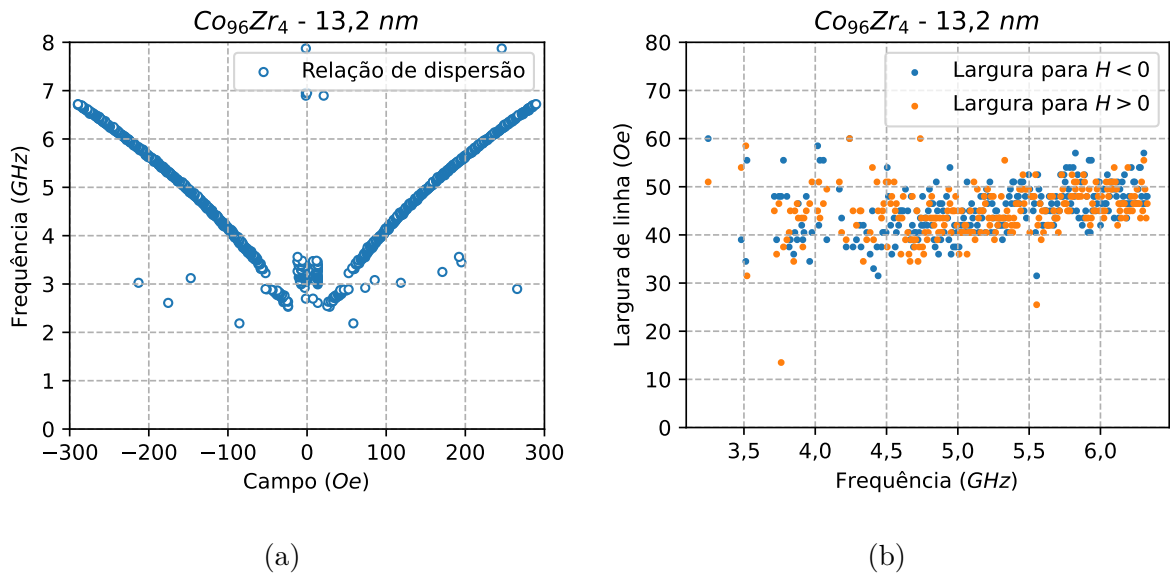 Co₉₆Zr₄ - 13,2 nm
8
7
6
5
4
3
2
1
0
Frequência (GHz)
Relação de dispersão
−300 −200 −100 0 100 200 300
Campo (Oe)
(a)
Co₉₆Zr₄ - 13,2 nm
80
70
60
50
40
30
20
10
0
Largura de linha (Oe)
Largura para H < 0
Largura para H > 0
3,5 4,0 4,5 5,0 5,5 6,0
Frequência (GHz)
(b)